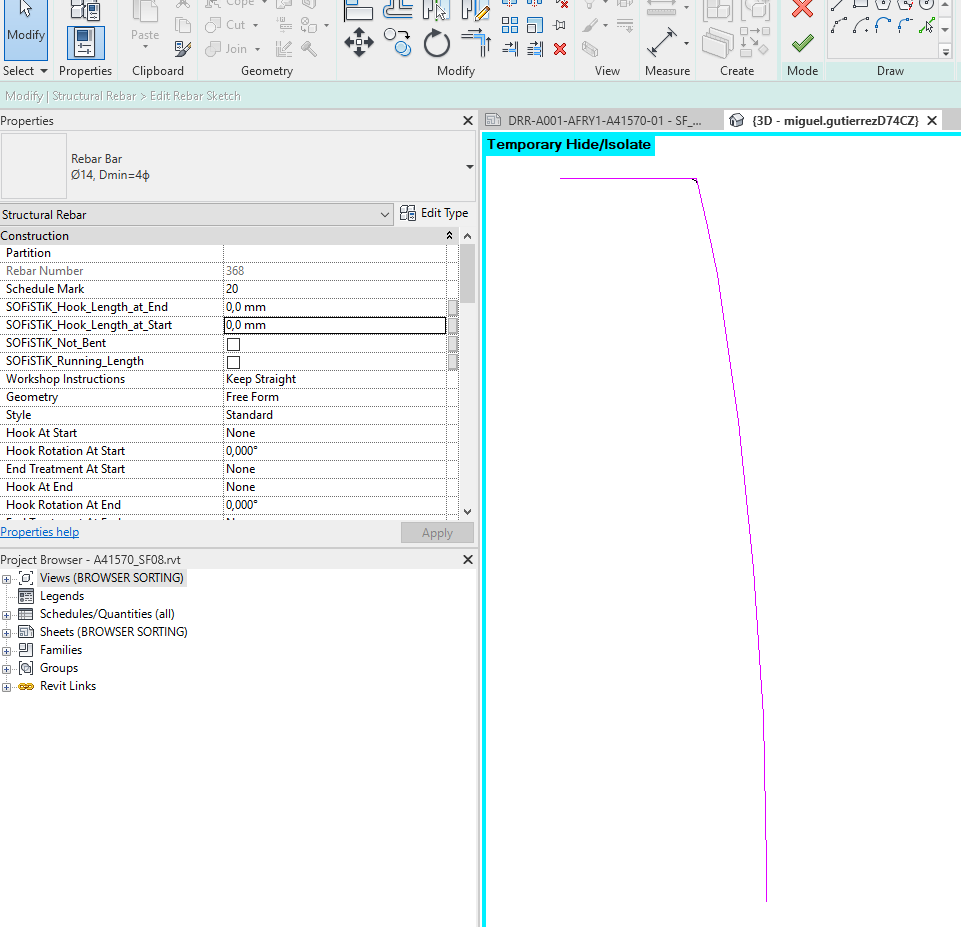 Cope
Modify
Cut
Paste
Join
Select
Properties
Clipboard
Geometry
Modify
View
Measure
Create
Mode
Draw
Modify | Structural Rebar > Edit Rebar Sketch
Properties
DRR-A001-AFRY1-A41570-01 - SF_...
{3D - miguel.gutierrezD74CZ}
Temporary Hide/Isolate
Rebar Bar
Ø14, Dmin=4ϕ
Structural Rebar
Edit Type
Construction
Partition
Rebar Number 368
Schedule Mark 20
SOFiSTiK_Hook_Length_at_End 0,0 mm
SOFiSTiK_Hook_Length_at_Start 0,0 mm
SOFiSTiK_Not_Bent
SOFiSTiK_Running_Length
Workshop Instructions Keep Straight
Geometry Free Form
Style Standard
Hook At Start None
Hook Rotation At Start 0,000°
End Treatment At Start None
Hook At End None
Hook Rotation At End 0,000°
Properties help
Apply
Project Browser - A41570_SF08.rvt
Views (BROWSER SORTING)
Legends
Schedules/Quantities (all)
Sheets (BROWSER SORTING)
Families
Groups
Revit Links